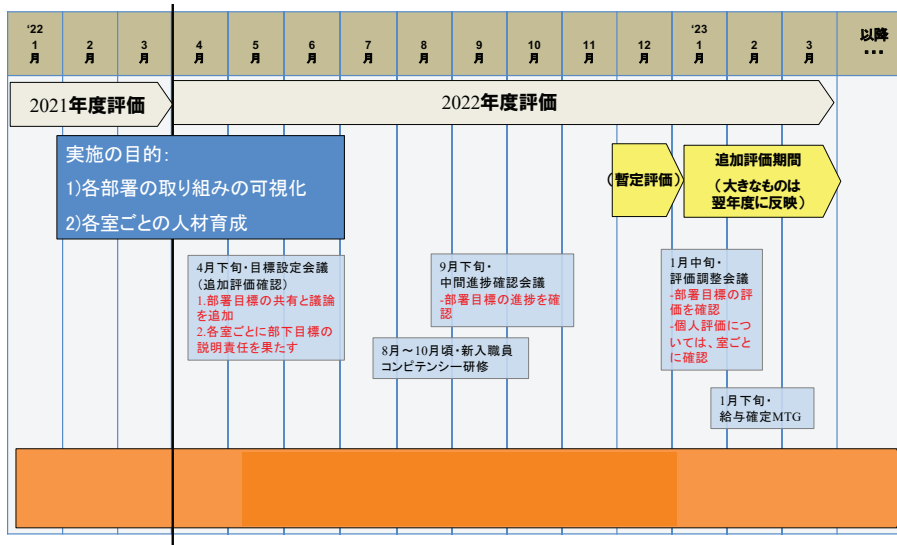 '22
1
月
2
月
3
月
4
月
5
月
6
月
7
月
8
月
9
月
10
月
11
月
12
月
'23
1
月
2
月
3
月
以降
…
2021年度評価
2022年度評価
実施の目的:
1)各部署の取り組みの可視化
2)各室ごとの人材育成
(暫定評価)
追加評価期間
(大きなものは
翌年度に反映)
4月下旬・目標設定会議
(追加評価確認)
1.部署目標の共有と議論
を追加
2.各室ごとに部下目標の
説明責任を果たす
9月下旬・
中間進捗確認会議
-部署目標の進捗を確
認
1月中旬・
評価調整会議
-部署目標の評
価を確認
-個人評価につ
いては、室ごと
に確認
8月～10月頃・新入職員
コンピテンシー研修
1月下旬・
給与確定MTG